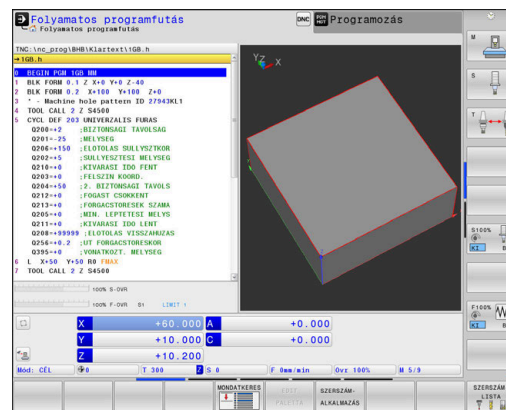 Folyamatos programfutás
Folyamatos programfutás
DNC
Programozás
TNC:\nc_prog\BHB\Klartext\1GB.h
→1GB.h
0 BEGIN PGM 1GB MM
1 BLK FORM 0.1 Z X+0 Y+0 Z-40
2 BLK FORM 0.2 X+100 Y+100 Z+0
3 * - Machine hole pattern ID 27943KL1
4 TOOL CALL 2 Z S4500
5 CYCL DEF 203 UNIVERZALIS FURAS
Q200=+2 ;BIZTONSAGI TAVOLSAG
Q201=-25 ;MELYSEG
Q206=+150 ;ELOTOLAS SULLYSZTKOR
Q202=+5 ;SULLYESZTESI MELYSEG
Q210=+0 ;KIVARASI IDO FENT
Q203=+0 ;FELSZIN KOORD.
Q204=+50 ;2. BIZTONSAGI TAVOLS
Q212=+0 ;FOGAST CSOKKENT
Q213=+0 ;FORGACSTORESEK SZAMA
Q205=+0 ;MIN. LEPTETESI MELYS
Q211=+0 ;KIVARASI IDO LENT
Q208=+99999 ;ELOTOLAS VISSZAHUZAS
Q256=+0.2 ;UT FORGACSTORESKOR
Q395=+0 ;VONATKOZT. MELYSEG
6 L X+50 Y+50 R0 FMAX
7 TOOL CALL 2 Z S4500
Z
Y
X
M
S
T
S100%
KI
F100%
KI
100% S-OVR
100% F-OVR S1 LIMIT 1
X +60.000 A +0.000
Y +10.000 C +0.000
Z +10.200
Mód: CÉL 0 T 300 Z S 0 F 0mm/min Ovr 100% M 5/9
MONDATKERES
EDIT
PALETTA
SZERSZÁM-
ALKALMAZÁS
SZERSZÁM
LISTA